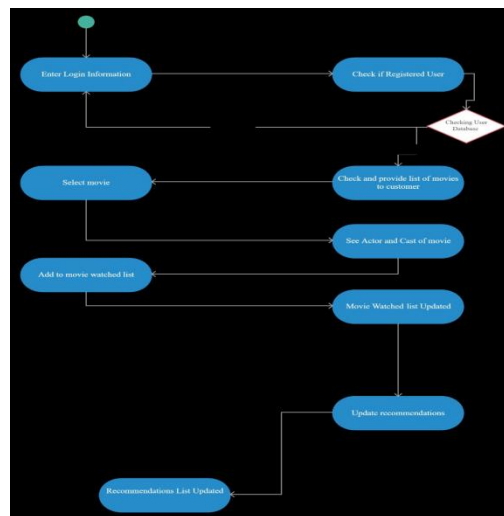 Enter Login Information
Check if Registered User
Checking User
Database
Select movie
Check and provide list of movies
to customer
See Actor and Cast of movie
Add to movie watched list
Movie Watched list Updated
Update recommendations
Recommendations List Updated